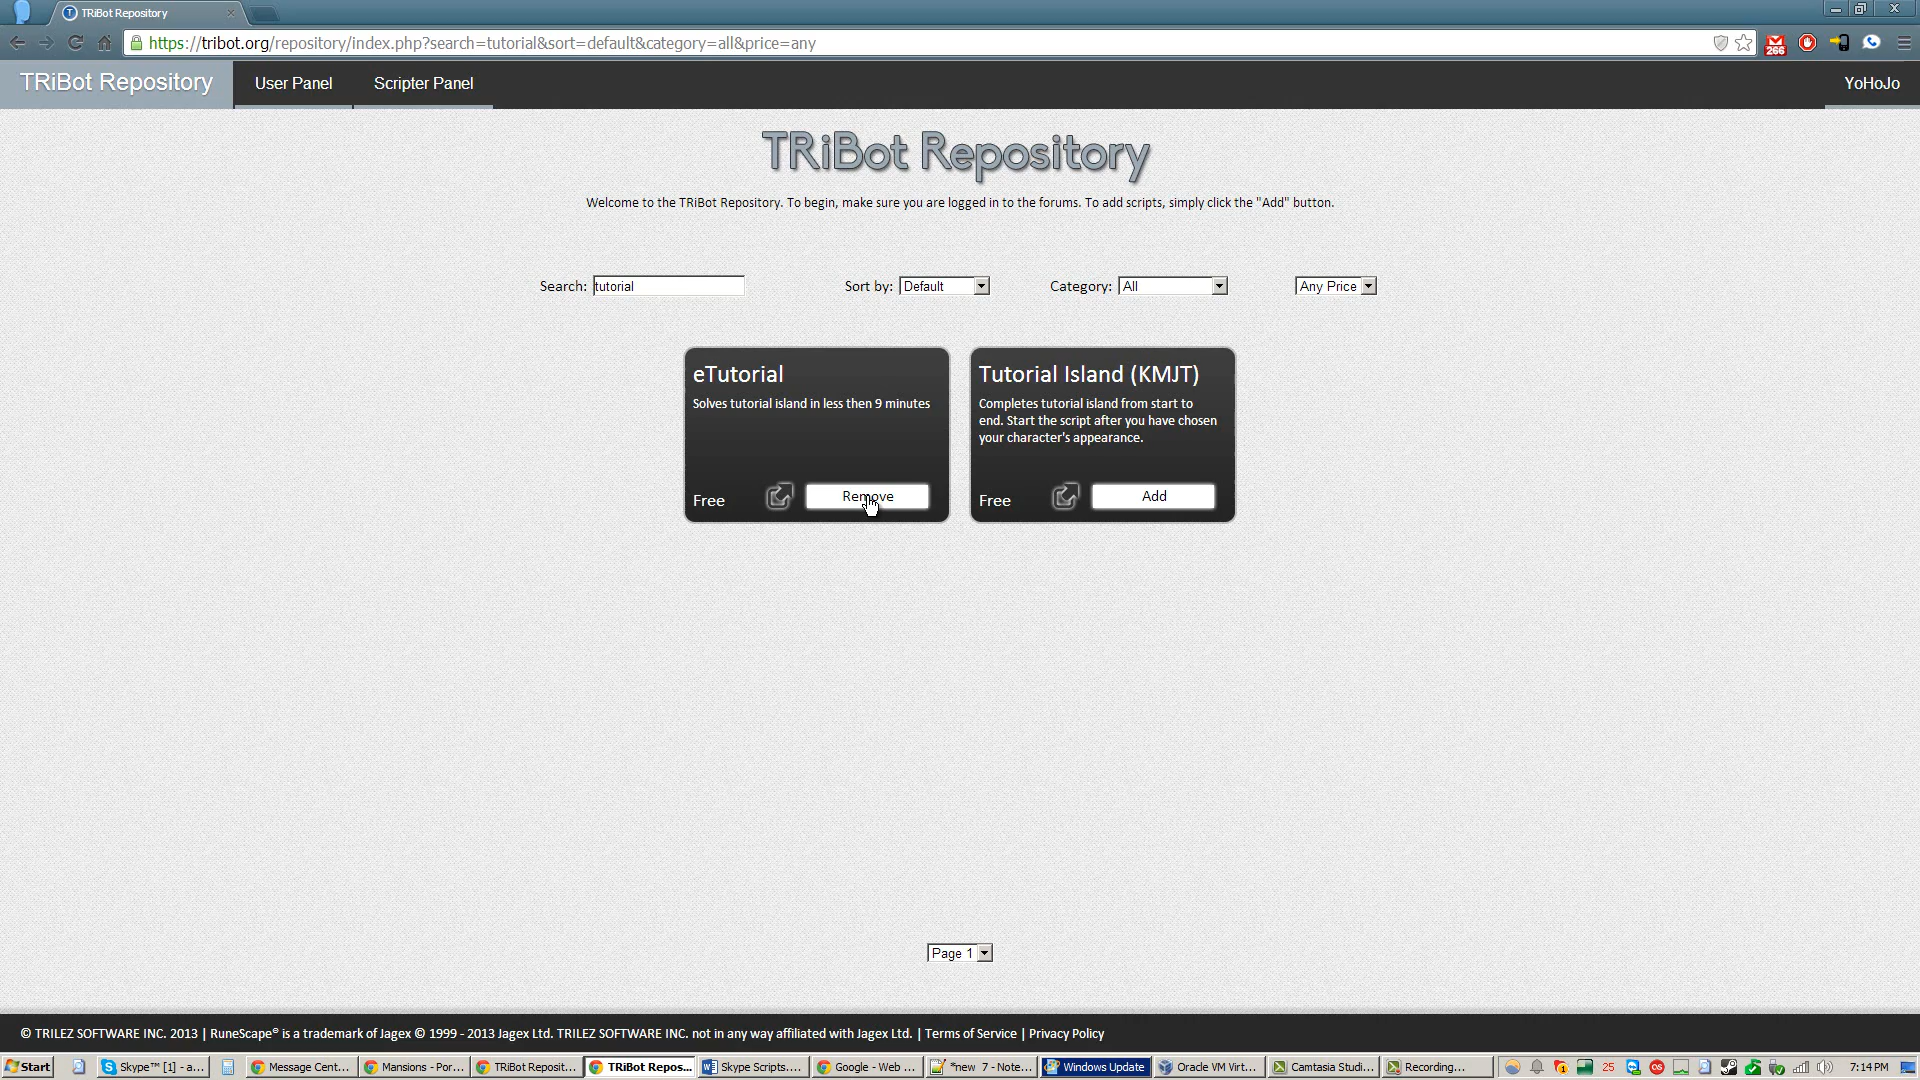 TRiBot Repository
https://tribot.org/repository/index.php?search=tutorial&sort=default&category=all&price=any
266
TRiBot Repository
User Panel
Scripter Panel
YoHoJo
TRiBot Repository
Welcome to the TRiBot Repository. To begin, make sure you are logged in to the forums. To add scripts, simply click the "Add" button.
Search: tutorial
Sort by: Default
Category: All
Any Price
eTutorial
Solves tutorial island in less then 9 minutes
Free
Remove
Tutorial Island (KMJT)
Completes tutorial island from start to
end. Start the script after you have chosen
your character's appearance.
Free
Add
Page 1
© TRILEZ SOFTWARE INC. 2013 | RuneScape® is a trademark of Jagex © 1999 - 2013 Jagex Ltd. TRILEZ SOFTWARE INC. not in any way affiliated with Jagex Ltd. | Terms of Service | Privacy Policy
Start
Skype™ [1] - a...
Message Cent...
Mansions - Por...
TRiBot Reposit...
TRiBot Repos...
Skype Scripts....
Google - Web ...
*new 7 - Note...
Windows Update
Oracle VM Virt...
Camtasia Studi...
Recording...
25
7:14 PM